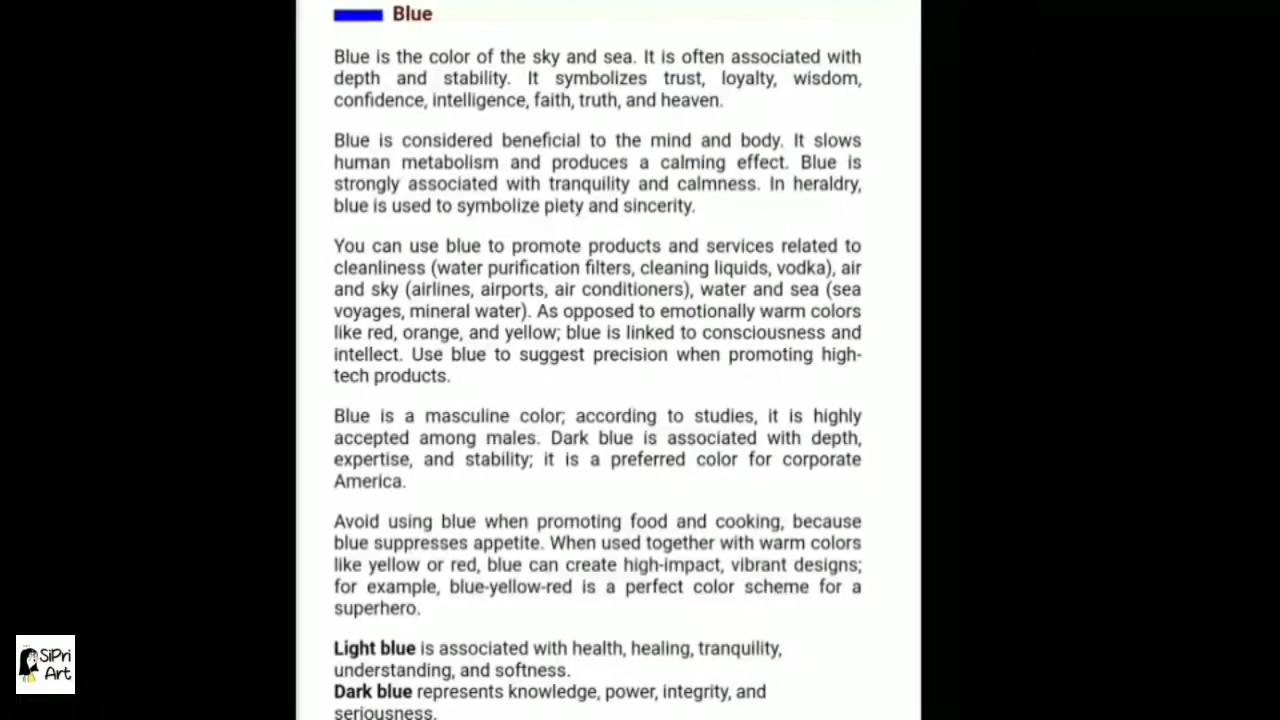 Blue
Blue is the color of the sky and sea. It is often associated with
depth and stability. It symbolizes trust, loyalty, wisdom,
confidence, intelligence, faith, truth, and heaven.
Blue is considered beneficial to the mind and body. It slows
human metabolism and produces a calming effect. Blue is
strongly associated with tranquility and calmness. In heraldry,
blue is used to symbolize piety and sincerity.
You can use blue to promote products and services related to
cleanliness (water purification filters, cleaning liquids, vodka), air
and sky (airlines, airports, air conditioners), water and sea (sea
voyages, mineral water). As opposed to emotionally warm colors
like red, orange, and yellow; blue is linked to consciousness and
intellect. Use blue to suggest precision when promoting high-
tech products.
Blue is a masculine color; according to studies, it is highly
accepted among males. Dark blue is associated with depth,
expertise, and stability; it is a preferred color for corporate
America.
Avoid using blue when promoting food and cooking, because
blue suppresses appetite. When used together with warm colors
like yellow or red, blue can create high-impact, vibrant designs;
for example, blue-yellow-red is a perfect color scheme for a
superhero.
Light blue is associated with health, healing, tranquility,
understanding, and softness.
Dark blue represents knowledge, power, integrity, and
seriousness.
SiPri
Art